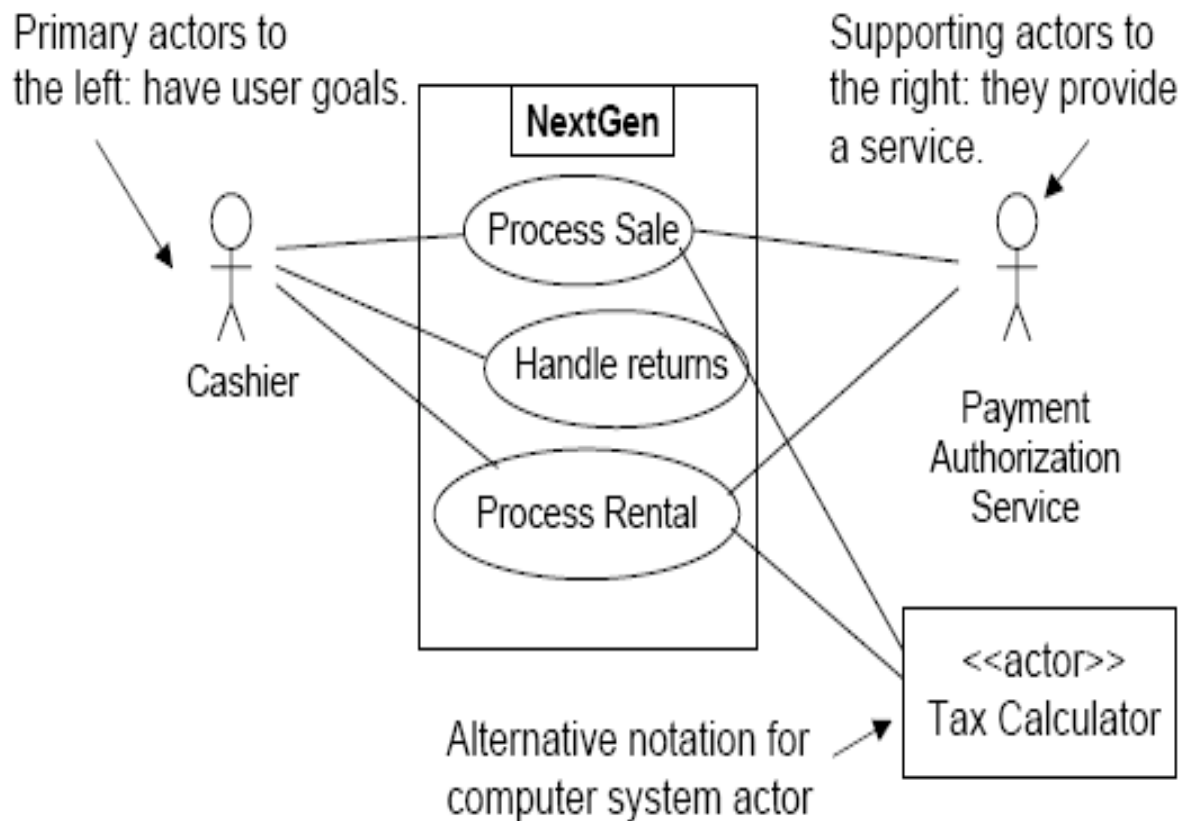 Primary actors to
the left: have user goals.
Supporting actors to
the right: they provide
a service.
NextGen
Process Sale
Handle returns
Process Rental
Cashier
Payment
Authorization
Service
<<actor>>
Tax Calculator
Alternative notation for
computer system actor